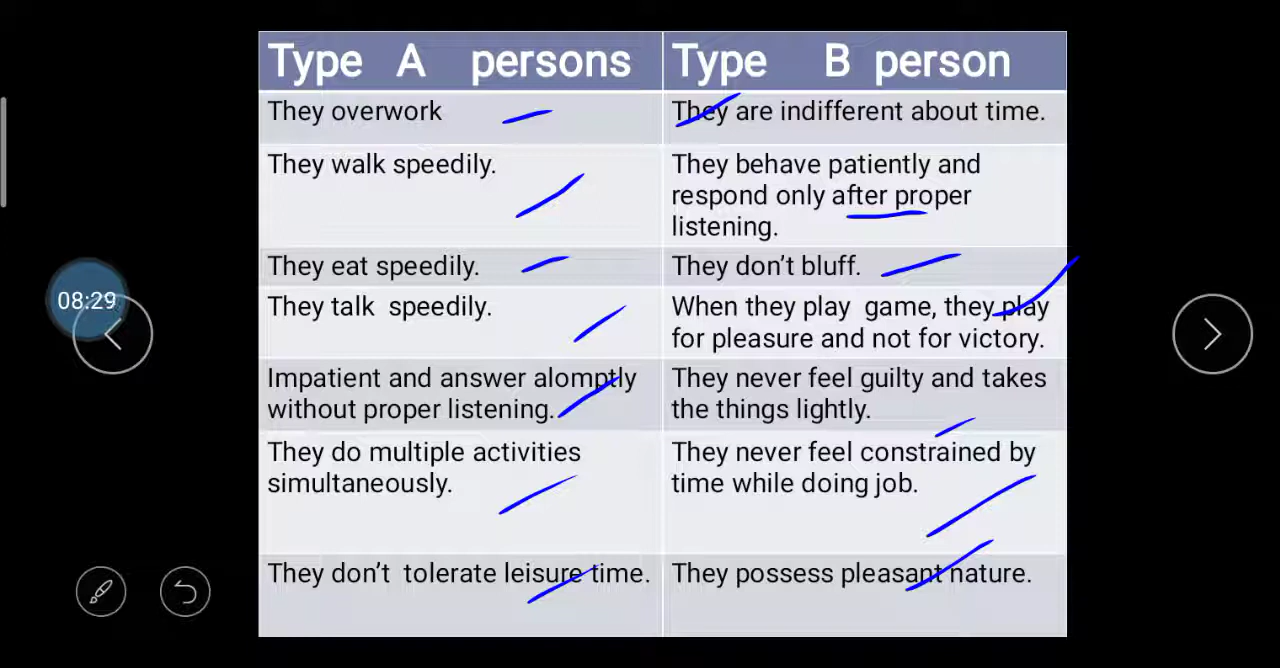 Type A persons
Type B person
They overwork
They are indifferent about time.
They walk speedily.
They behave patiently and
respond only after proper
listening.
They eat speedily.
They don't bluff.
They talk speedily.
When they play game, they play
for pleasure and not for victory.
Impatient and answer alomptly
without proper listening.
They never feel guilty and takes
the things lightly.
They do multiple activities
simultaneously.
They never feel constrained by
time while doing job.
They don't tolerate leisure time.
They possess pleasant nature.
08:29